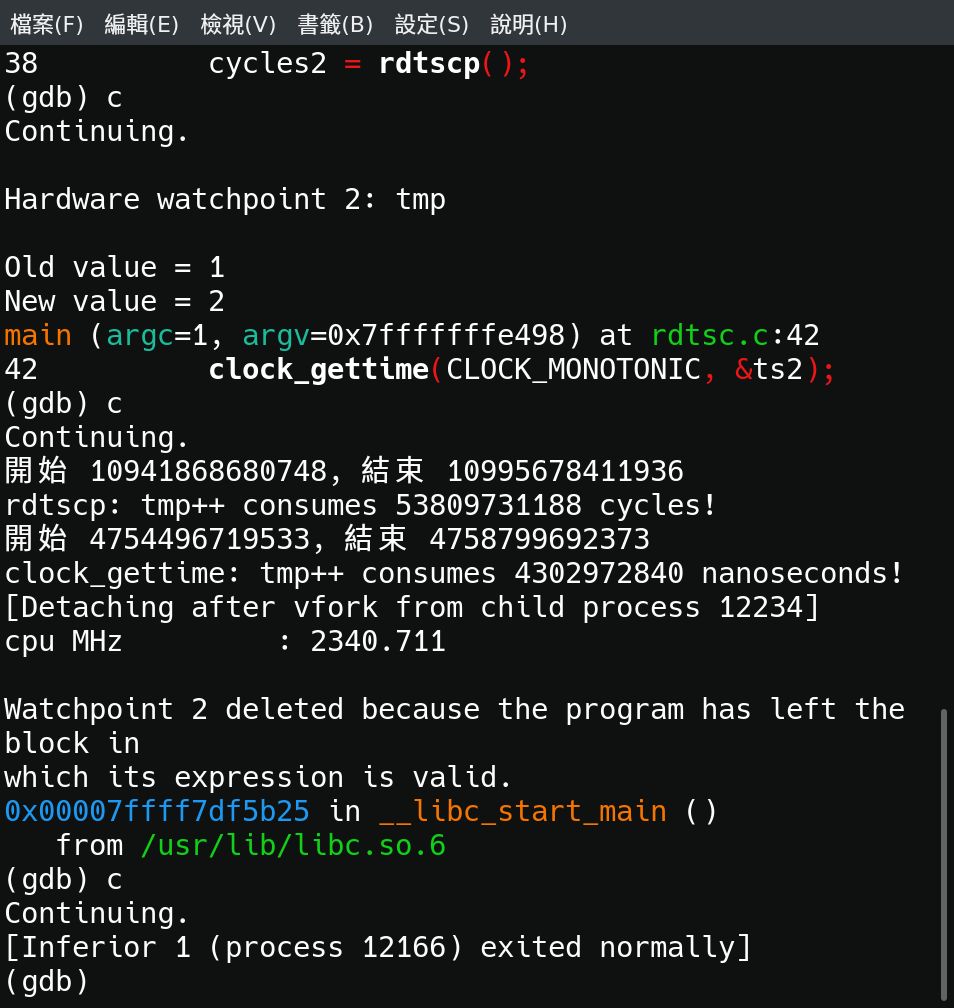 檔案(F) 編輯(E) 檢視(V) 書籤(B) 設定(S) 說明(H)
38          cycles2 = rdtscp();
(gdb) c
Continuing.
Hardware watchpoint 2: tmp
Old value = 1
New value = 2
main (argc=1, argv=0x7fffffffe498) at rdtsc.c:42
42          clock_gettime(CLOCK_MONOTONIC, &ts2);
(gdb) c
Continuing.
開始 10941868680748, 結束 10995678411936
rdtscp: tmp++ consumes 53809731188 cycles!
開始 4754496719533, 結束 4758799692373
clock_gettime: tmp++ consumes 4302972840 nanoseconds!
[Detaching after vfork from child process 12234]
cpu MHz         : 2340.711
Watchpoint 2 deleted because the program has left the
block in
which its expression is valid.
0x00007ffff7df5b25 in __libc_start_main ()
   from /usr/lib/libc.so.6
(gdb) c
Continuing.
[Inferior 1 (process 12166) exited normally]
(gdb)